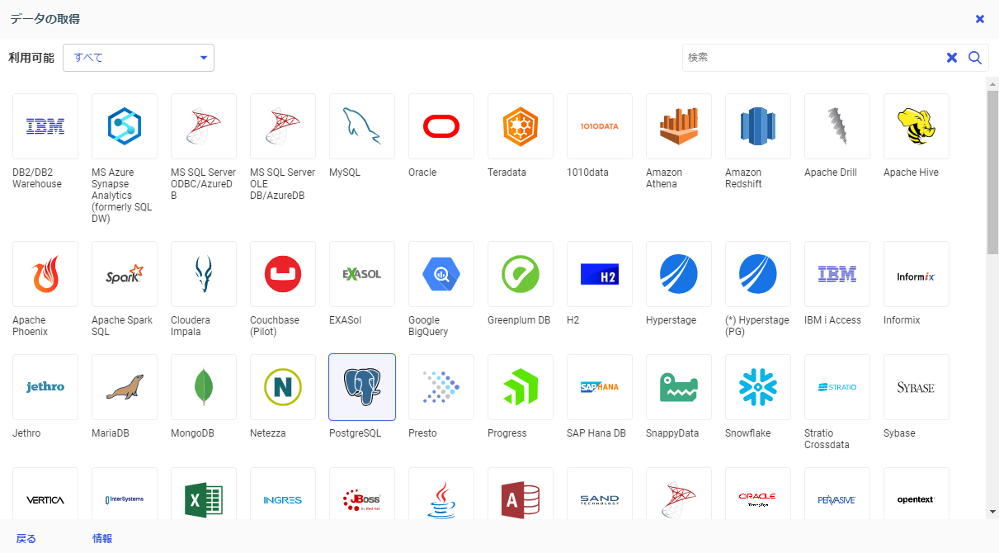 データの取得
利用可能
すべて
検索
IBM
1010DATA
DB2/DB2
Warehouse
MS Azure
Synapse
Analytics
(formerly SQL
DW)
MS SQL Server
ODBC/AzureD
B
MS SQL Server
OLE
DB/AzureDB
MySQL
Oracle
Teradata
1010data
Amazon
Athena
Amazon
Redshift
Apache Drill
Apache Hive
Spark
EXASOL
H2
IBM
Informix
Apache
Phoenix
Apache Spark
SQL
Cloudera
Impala
Couchbase
(Pilot)
EXASol
Google
BigQuery
Greenplum DB
H2
Hyperstage
(*) Hyperstage
(PG)
IBM i Access
Informix
jethro
N
SAP HANA
STRATIO
SYBASE
Jethro
MariaDB
MongoDB
Netezza
PostgreSQL
Presto
Progress
SAP Hana DB
SnappyData
Snowflake
Stratio
Crossdata
Sybase
VERTICA
InterSystems
X
INGRES
JBoss
by Red Hat
A
SAND
TECHNOLOGY
ORACLE
TimesTen
PERVASIVE
opentext
戻る
情報